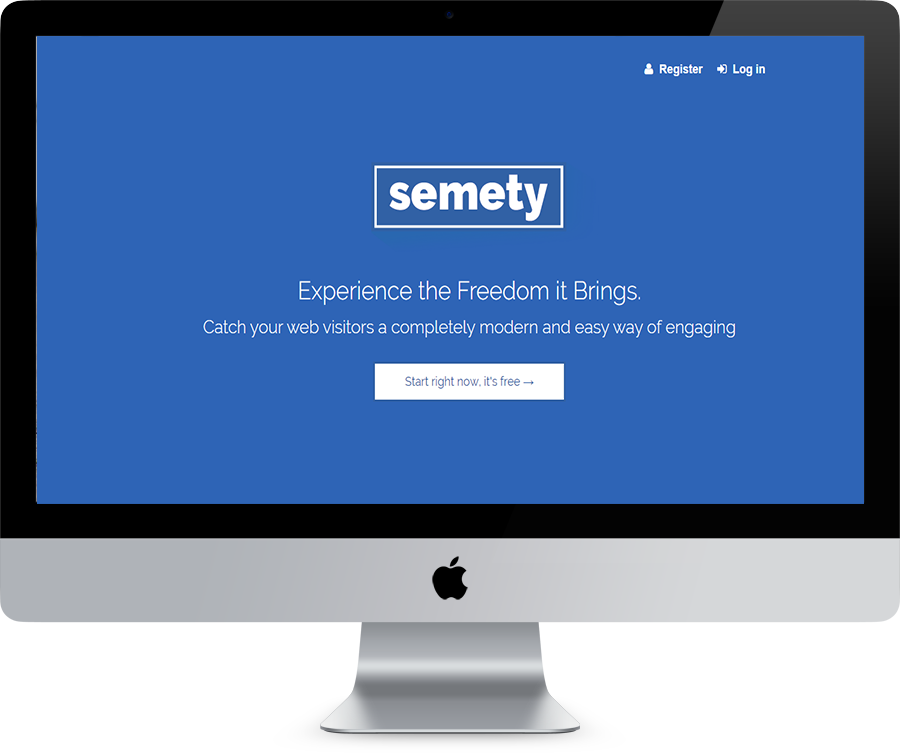 Register Log in
semety
Experience the Freedom it Brings.
Catch your web visitors a completely modern and easy way of engaging
Start right now, it's free →